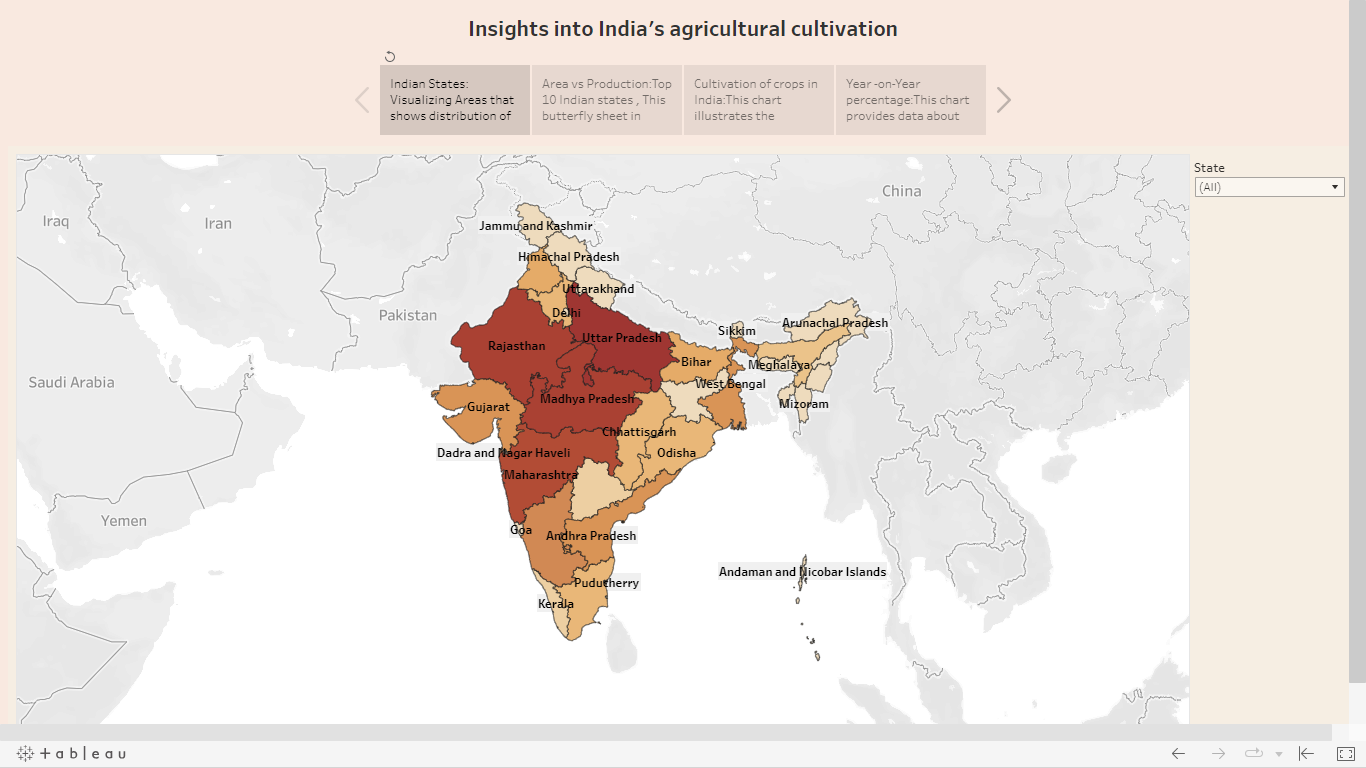 Insights into India’s agricultural cultivation
Indian States:
Visualizing Areas that
shows distribution of
Area vs Production:Top
10 Indian states , This
butterfly sheet in
Cultivation of crops in
India:This chart
illustrates the
Year -on-Year
percentage:This chart
provides data about
State
(All)
China
Iraq
Iran
Jammu and Kashmir
Himachal Pradesh
Uttarakhand
Delhi
Pakistan
Sikkim
Arunachal Pradesh
Uttar Pradesh
Rajasthan
Bihar
Meghalaya
Saudi Arabia
West Bengal
Madhya Pradesh
Mizoram
Gujarat
Chhattisgarh
Dadra and Nagar Haveli
Odisha
Maharashtra
Yemen
Goa
Andhra Pradesh
Andaman and Nicobar Islands
Puducherry
Kerala
+ableau